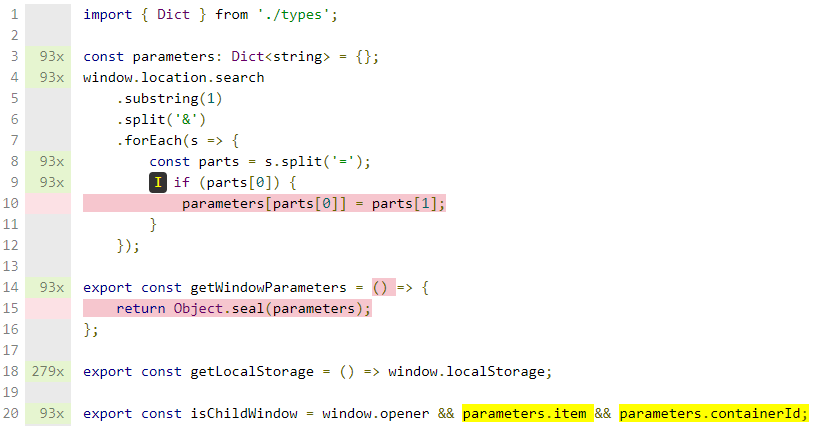 1 import { Dict } from './types';
2
3 93x const parameters: Dict<string> = {};
4 93x window.location.search
5 .substring(1)
6 .split('&')
7 .forEach(s => {
8 93x const parts = s.split('=');
9 93x I if (parts[0]) {
10 parameters[parts[0]] = parts[1];
11 }
12 });
13
14 93x export const getWindowParameters = () => {
15 return Object.seal(parameters);
16 };
17
18 279x export const getLocalStorage = () => window.localStorage;
19
20 93x export const isChildWindow = window.opener && parameters.item && parameters.containerId;